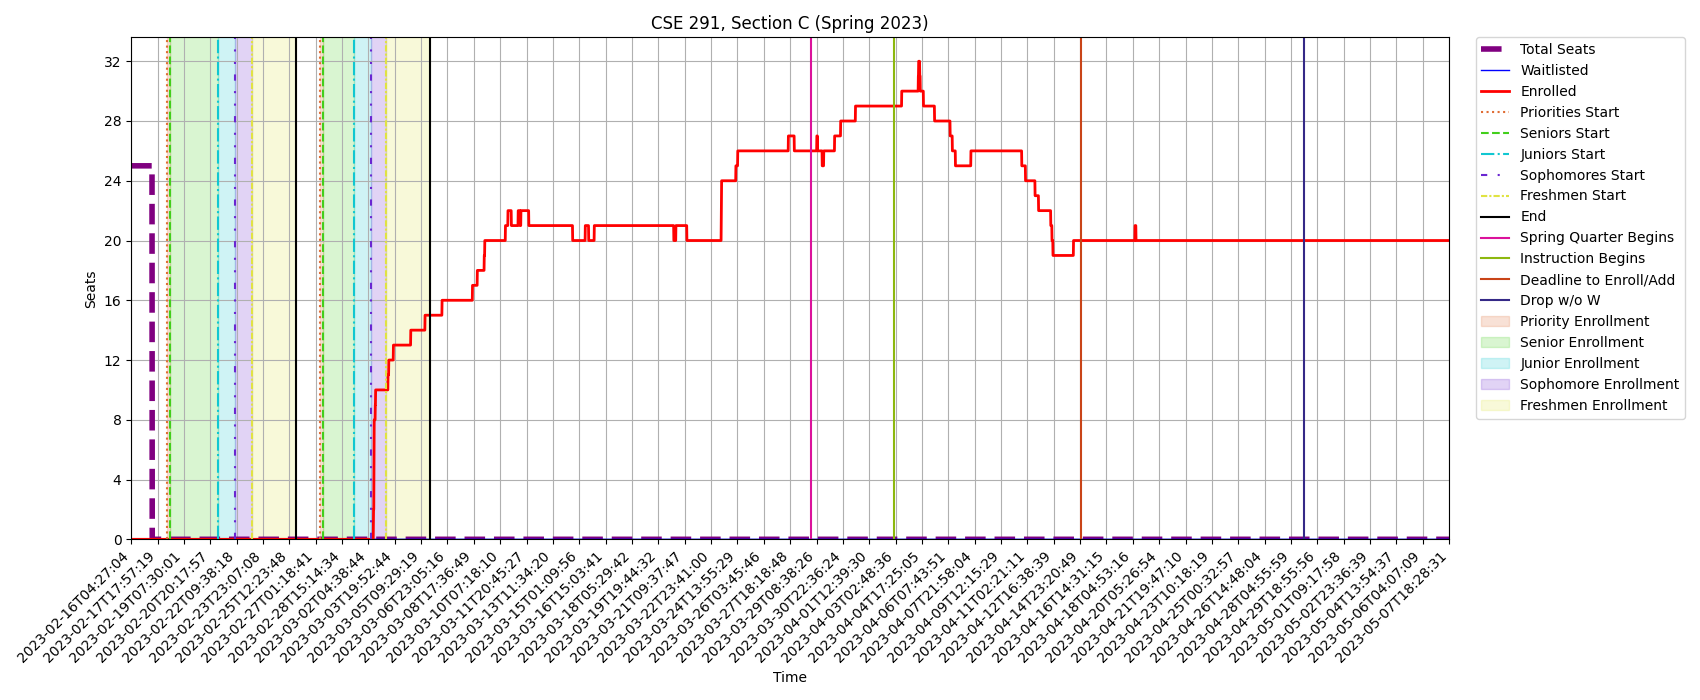 CSE 291, Section C (Spring 2023)
32
28
24
20
16
12
8
4
0
Seats
2023-02-16T04:27:04
2023-02-17T17:57:19
2023-02-19T07:30:01
2023-02-20T20:17:57
2023-02-22T09:38:18
2023-02-23T23:07:08
2023-02-25T12:23:48
2023-02-27T01:18:41
2023-02-28T15:14:34
2023-03-02T04:38:44
2023-03-03T19:52:44
2023-03-05T09:29:19
2023-03-06T23:05:16
2023-03-08T17:36:49
2023-03-10T07:18:10
2023-03-11T20:45:27
2023-03-13T11:34:20
2023-03-15T01:09:56
2023-03-16T15:03:41
2023-03-18T05:29:42
2023-03-19T19:44:32
2023-03-21T09:37:47
2023-03-22T23:41:00
2023-03-24T13:55:29
2023-03-26T03:45:46
2023-03-27T18:18:48
2023-03-29T08:38:26
2023-03-30T22:36:24
2023-04-01T12:39:30
2023-04-03T02:48:36
2023-04-04T17:25:05
2023-04-06T07:43:51
2023-04-07T21:58:04
2023-04-09T12:15:29
2023-04-11T02:21:11
2023-04-12T16:38:39
2023-04-14T23:20:49
2023-04-16T14:31:15
2023-04-18T04:53:16
2023-04-20T05:26:54
2023-04-21T19:47:10
2023-04-23T10:18:19
2023-04-25T00:32:57
2023-04-26T14:48:04
2023-04-28T04:55:59
2023-04-29T18:55:56
2023-05-01T09:17:58
2023-05-02T23:36:39
2023-05-04T13:54:37
2023-05-06T04:07:09
2023-05-07T18:28:31
Time
Total Seats
Waitlisted
Enrolled
Priorities Start
Seniors Start
Juniors Start
Sophomores Start
Freshmen Start
End
Spring Quarter Begins
Instruction Begins
Deadline to Enroll/Add
Drop w/o W
Priority Enrollment
Senior Enrollment
Junior Enrollment
Sophomore Enrollment
Freshmen Enrollment